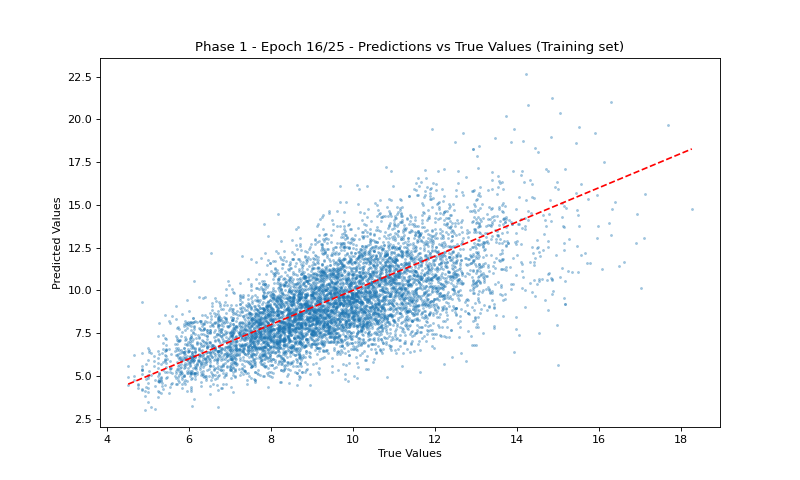 Phase 1 - Epoch 16/25 - Predictions vs True Values (Training set)
22.5
20.0
17.5
15.0
12.5
10.0
7.5
5.0
2.5
Predicted Values
4 6 8 10 12 14 16 18
True Values